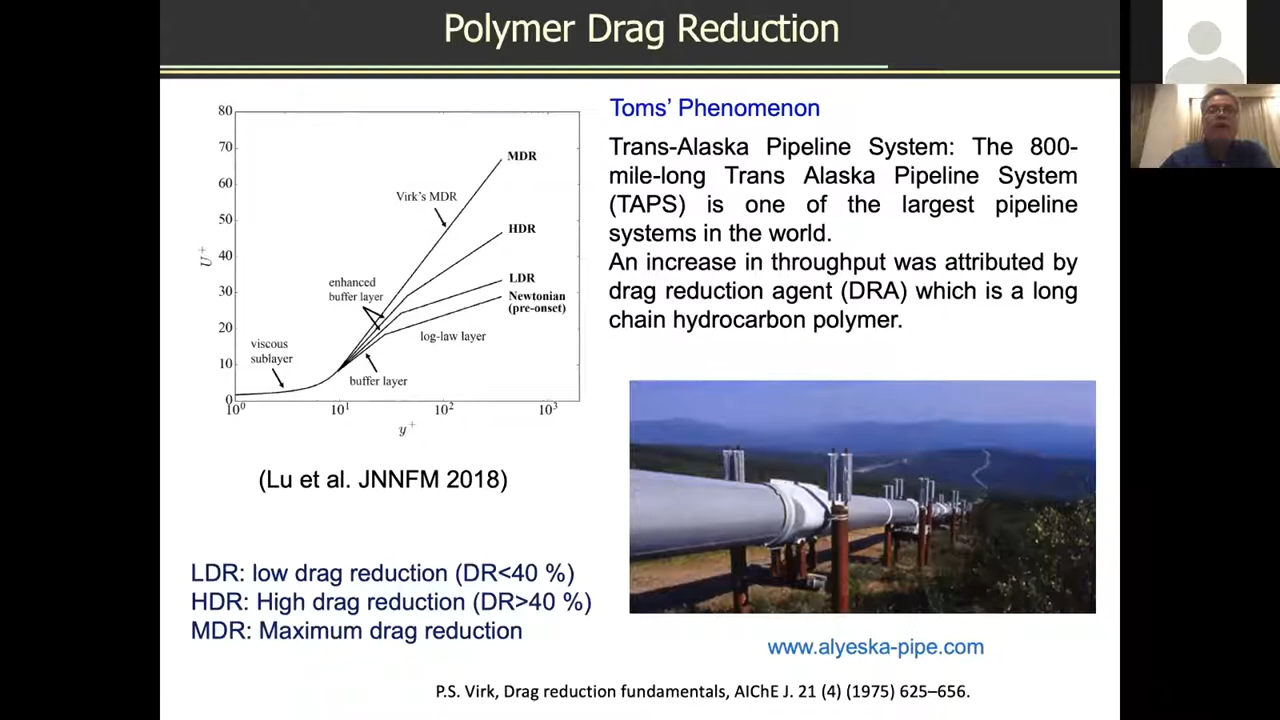 Polymer Drag Reduction
80
70
60
50
40
30
20
10
0
U+
10^0
10^1
10^2
10^3
y+
MDR
Virk's MDR
HDR
enhanced
buffer layer
LDR
Newtonian
(pre-onset)
log-law layer
viscous
sublayer
buffer layer
(Lu et al. JNNFM 2018)
LDR: low drag reduction (DR<40 %)
HDR: High drag reduction (DR>40 %)
MDR: Maximum drag reduction
Toms' Phenomenon
Trans-Alaska Pipeline System: The 800-
mile-long Trans Alaska Pipeline System
(TAPS) is one of the largest pipeline
systems in the world.
An increase in throughput was attributed by
drag reduction agent (DRA) which is a long
chain hydrocarbon polymer.
www.alyeska-pipe.com
P.S. Virk, Drag reduction fundamentals, AIChE J. 21 (4) (1975) 625–656.